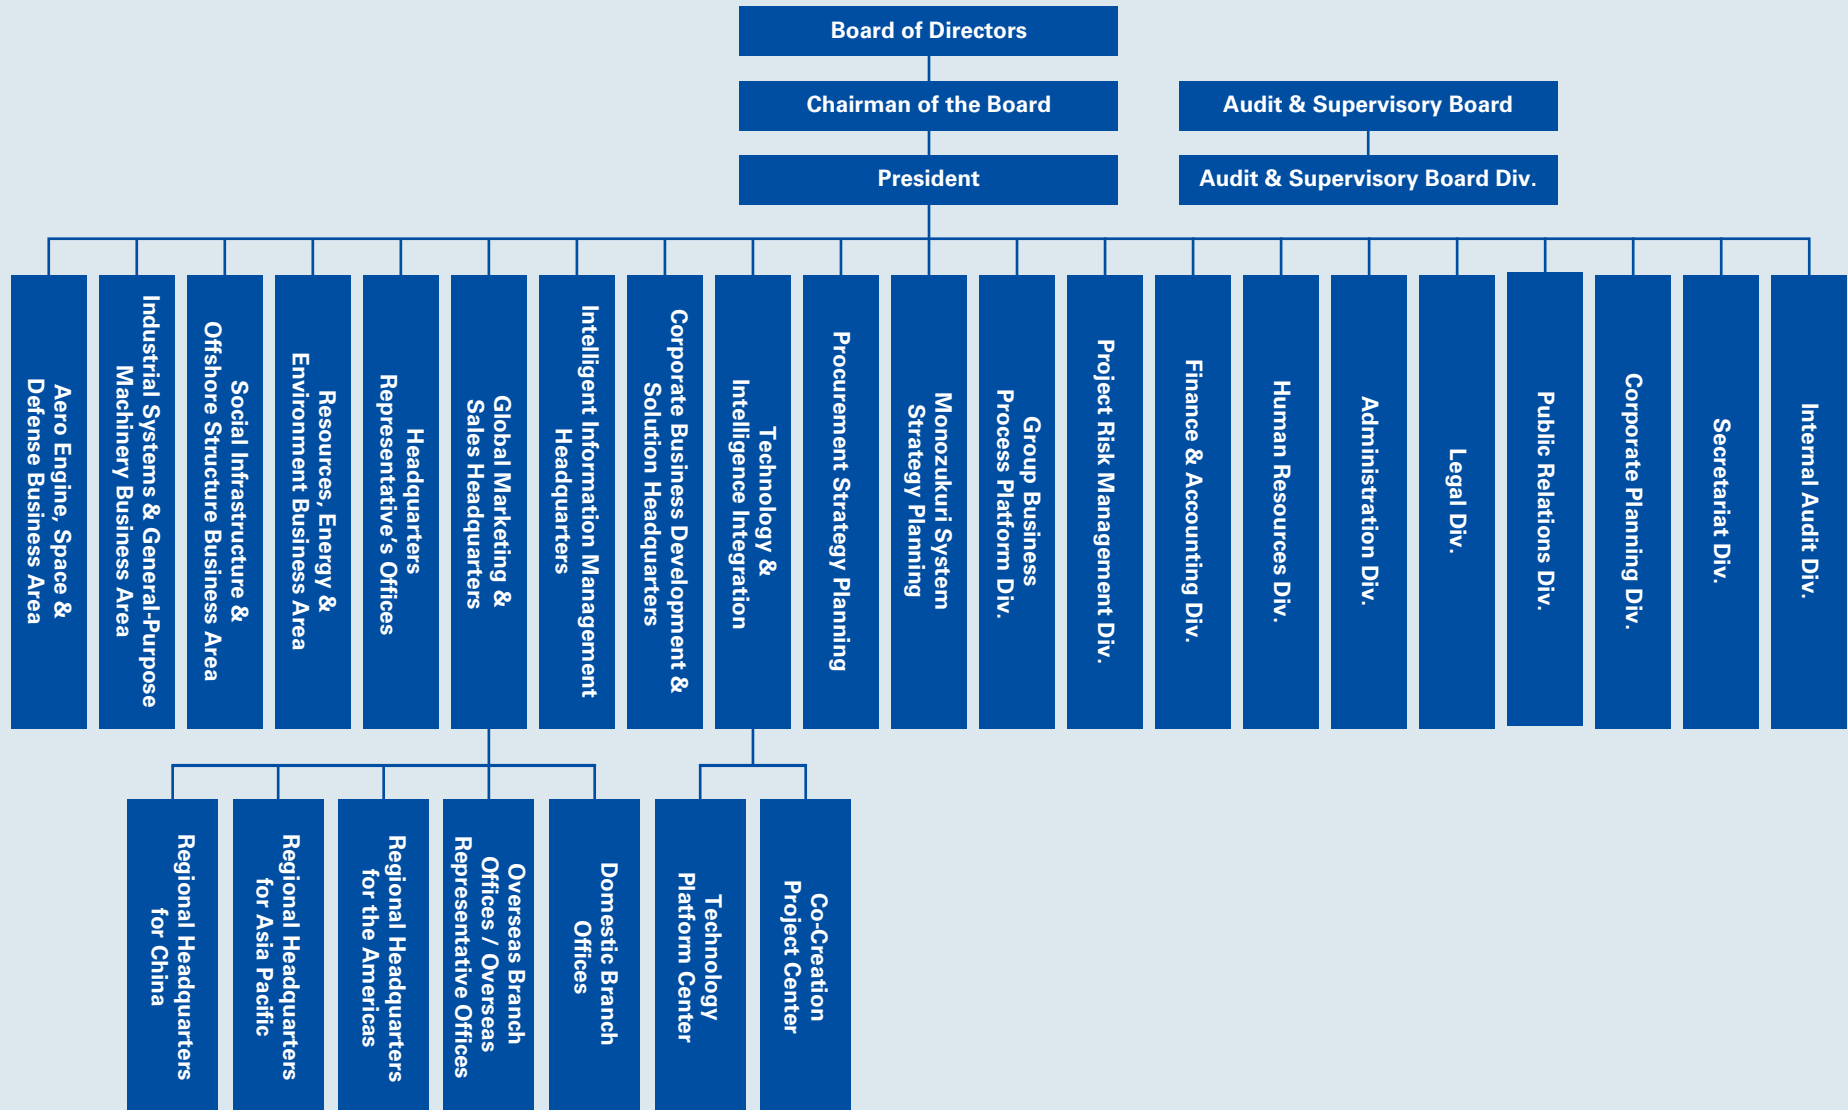 Board of Directors
Chairman of the Board
Audit & Supervisory Board
President
Audit & Supervisory Board Div.
Aero Engine, Space &
Defense Business Area
Industrial Systems & General-Purpose
Machinery Business Area
Social Infrastructure &
Offshore Structure Business Area
Resources, Energy &
Environment Business Area
Headquarters
Representative's Offices
Global Marketing &
Sales Headquarters
Intelligent Information Management
Headquarters
Corporate Business Development &
Solution Headquarters
Technology &
Intelligence Integration
Procurement Strategy Planning
Monozukuri System
Strategy Planning
Group Business
Process Platform Div.
Project Risk Management Div.
Finance & Accounting Div.
Human Resources Div.
Administration Div.
Legal Div.
Public Relations Div.
Corporate Planning Div.
Secretariat Div.
Internal Audit Div.
Regional Headquarters
for China
Regional Headquarters
for Asia Pacific
Regional Headquarters
for the Americas
Overseas Branch
Offices / Overseas
Representative Offices
Domestic Branch
Offices
Technology
Platform Center
Co-Creation
Project Center